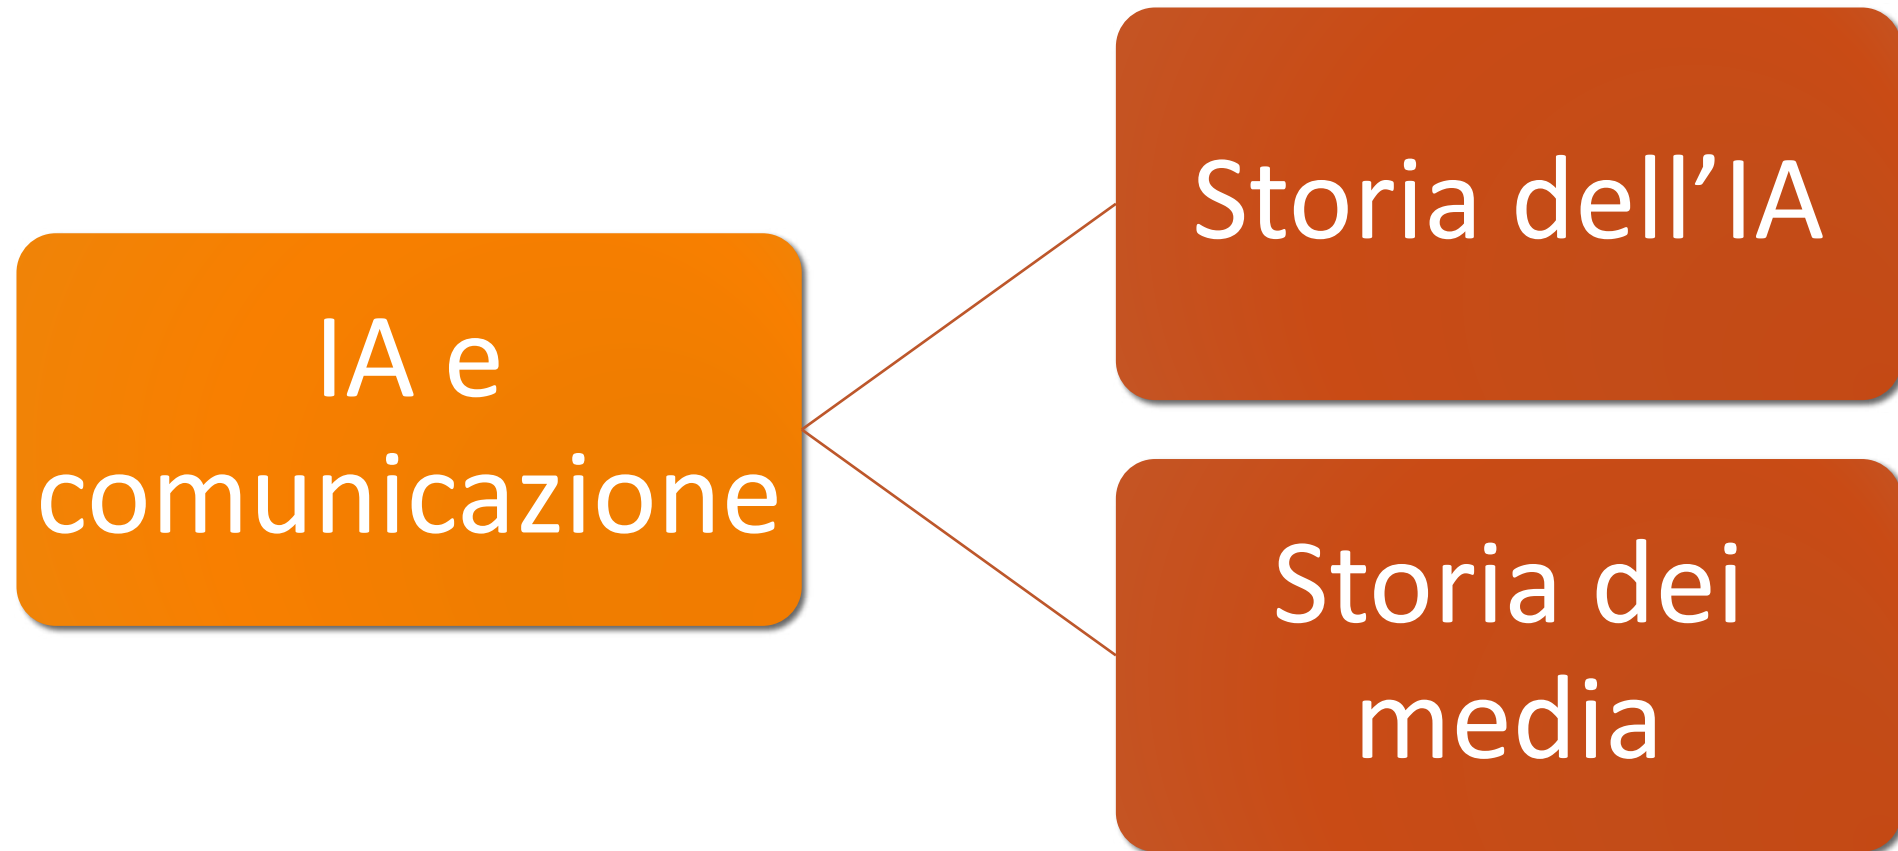 IA e
comunicazione
Storia dell’IA
Storia dei
media